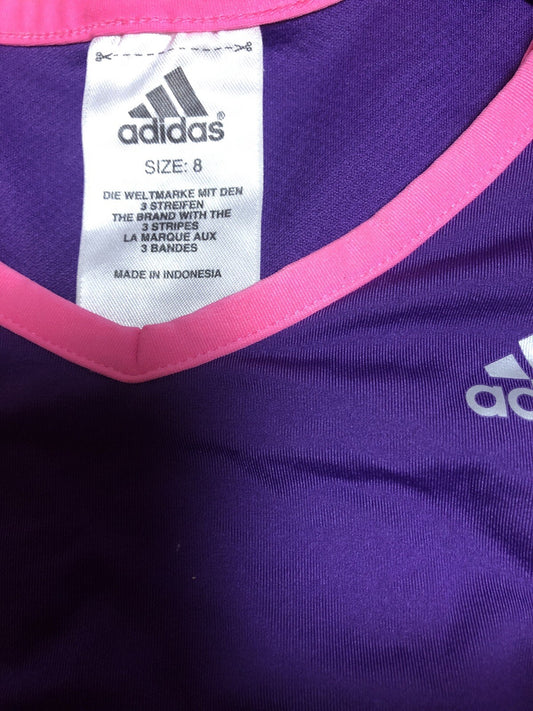 adidas®
SIZE: 8
DIE WELTMARKE MIT DEN
3 STREIFEN
THE BRAND WITH THE
3 STRIPES
LA MARQUE AUX
3 BANDES
MADE IN INDONESIA
ad